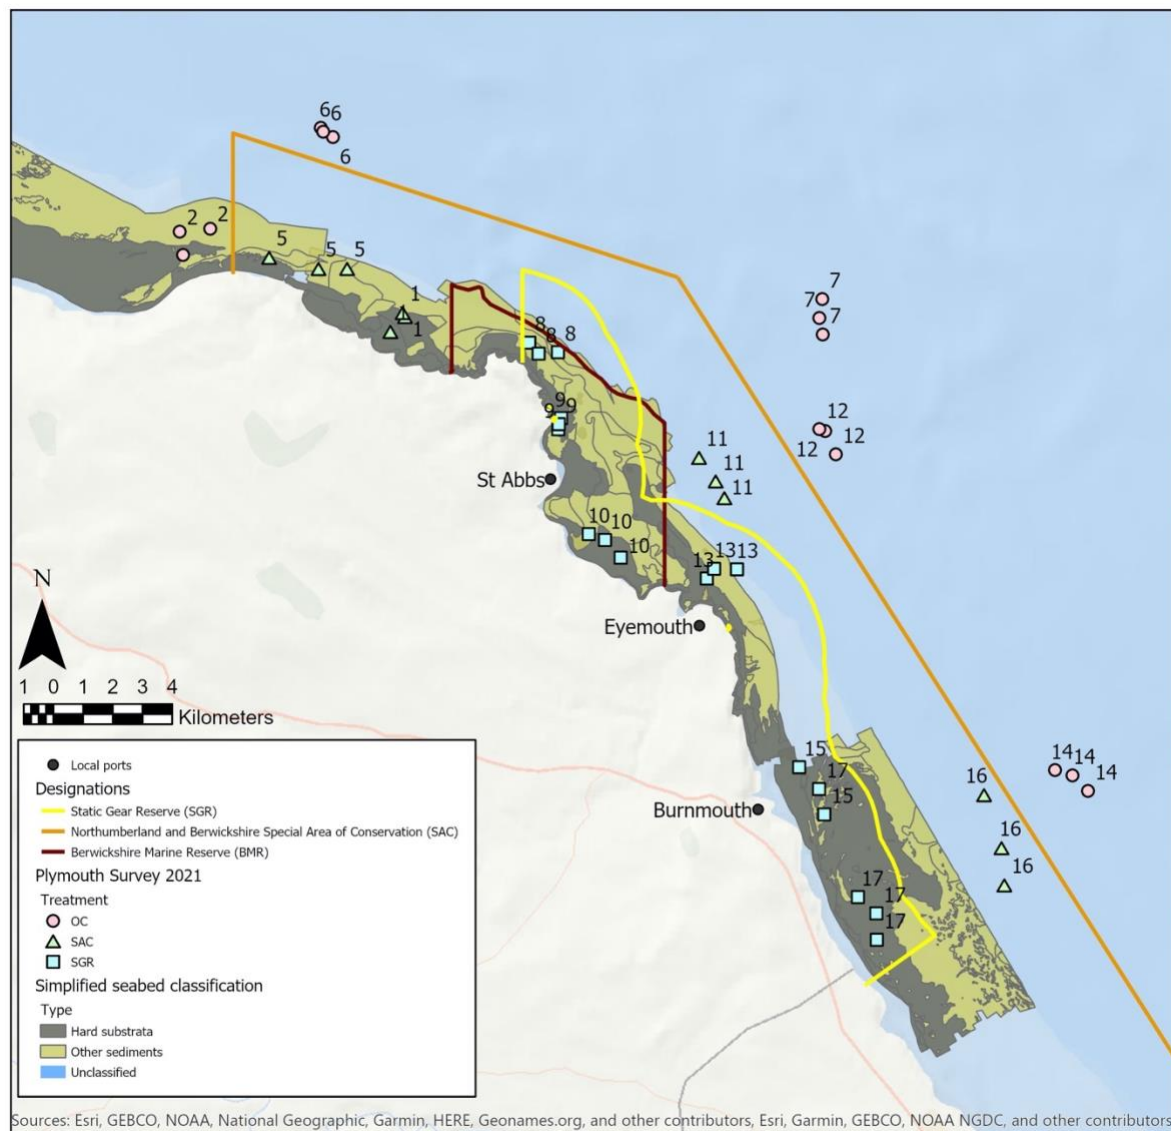 66
6
2 2
5
5 5
1
1
7
7
7
8
8
8
99
9
12
12
12
11
11
11
St Abbs
10
10
10
13
13
13
N
Eyemouth
1 0 1 2 3 4
Kilometers
15
17
15
Burnmouth
14
14
14
16
16
16
17
17
17
Local ports
Designations
Static Gear Reserve (SGR)
Northumberland and Berwickshire Special Area of Conservation (SAC)
Berwickshire Marine Reserve (BMR)
Plymouth Survey 2021
Treatment
OC
SAC
SGR
Simplified seabed classification
Type
Hard substrata
Other sediments
Unclassified
Sources: Esri, GEBCO, NOAA, National Geographic, Garmin, HERE, Geonames.org, and other contributors, Esri, Garmin, GEBCO, NOAA NGDC, and other contributors